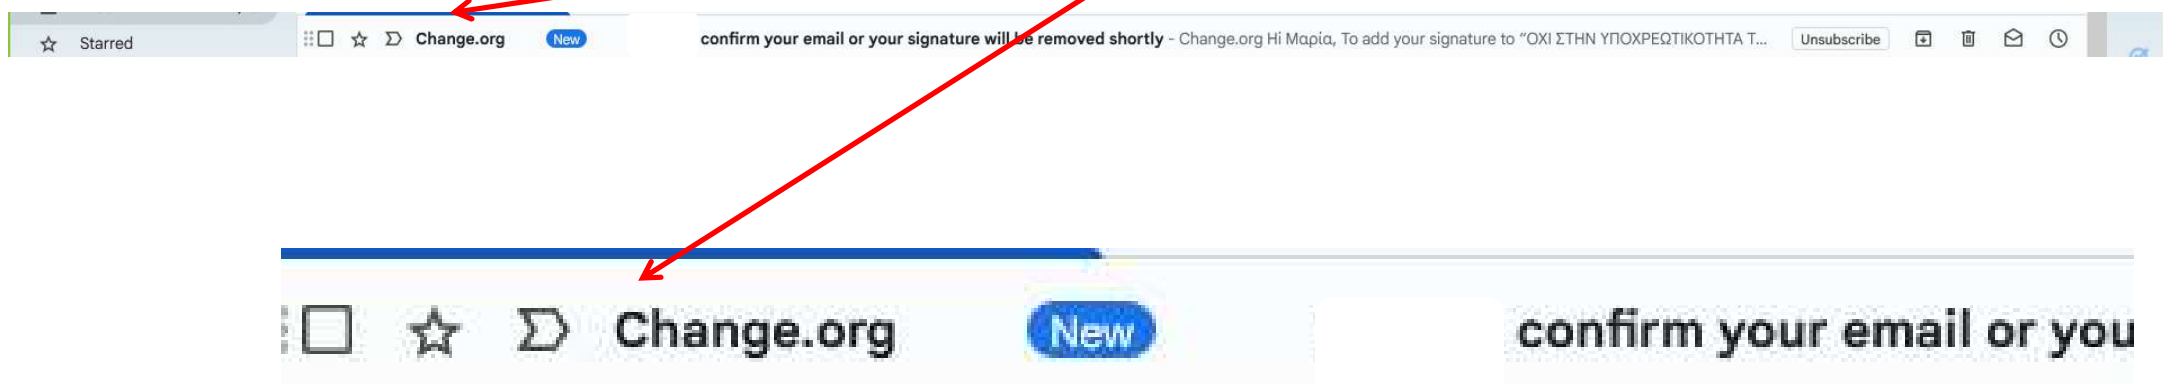 Starred
Change.org New confirm your email or your signature will be removed shortly - Change.org Hi Μαρία, To add your signature to “ΟΧΙ ΣΤΗΝ ΥΠΟΧΡΕΩΤΙΚΟΤΗΤΑ Τ... Unsubscribe
Change.org New confirm your email or you